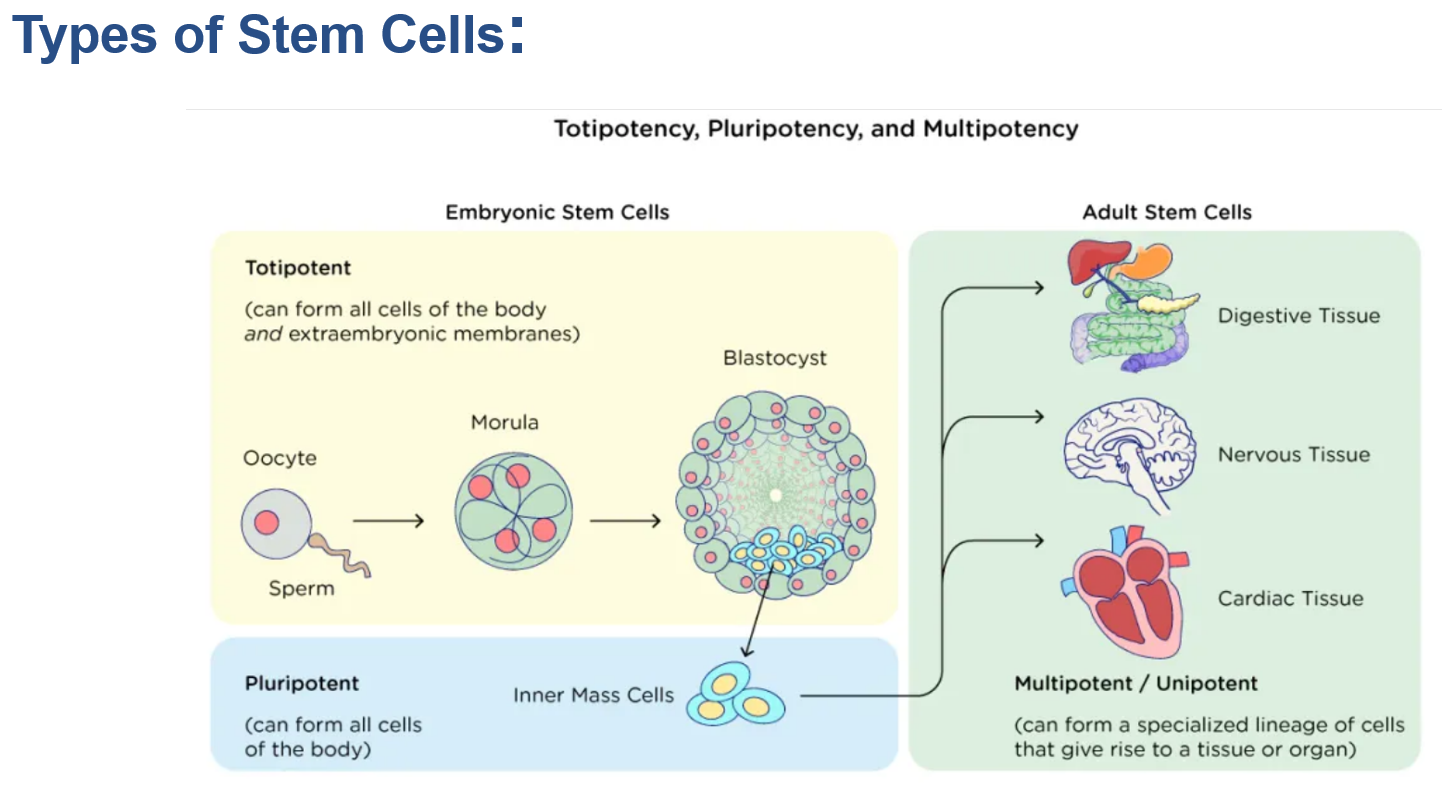 Types of Stem Cells:
Totipotency, Pluripotency, and Multipotency
Embryonic Stem Cells
Totipotent
(can form all cells of the body
and extraembryonic membranes)
Oocyte
Sperm
Morula
Blastocyst
Pluripotent
(can form all cells
of the body)
Inner Mass Cells
Adult Stem Cells
Digestive Tissue
Nervous Tissue
Cardiac Tissue
Multipotent / Unipotent
(can form a specialized lineage of cells
that give rise to a tissue or organ)